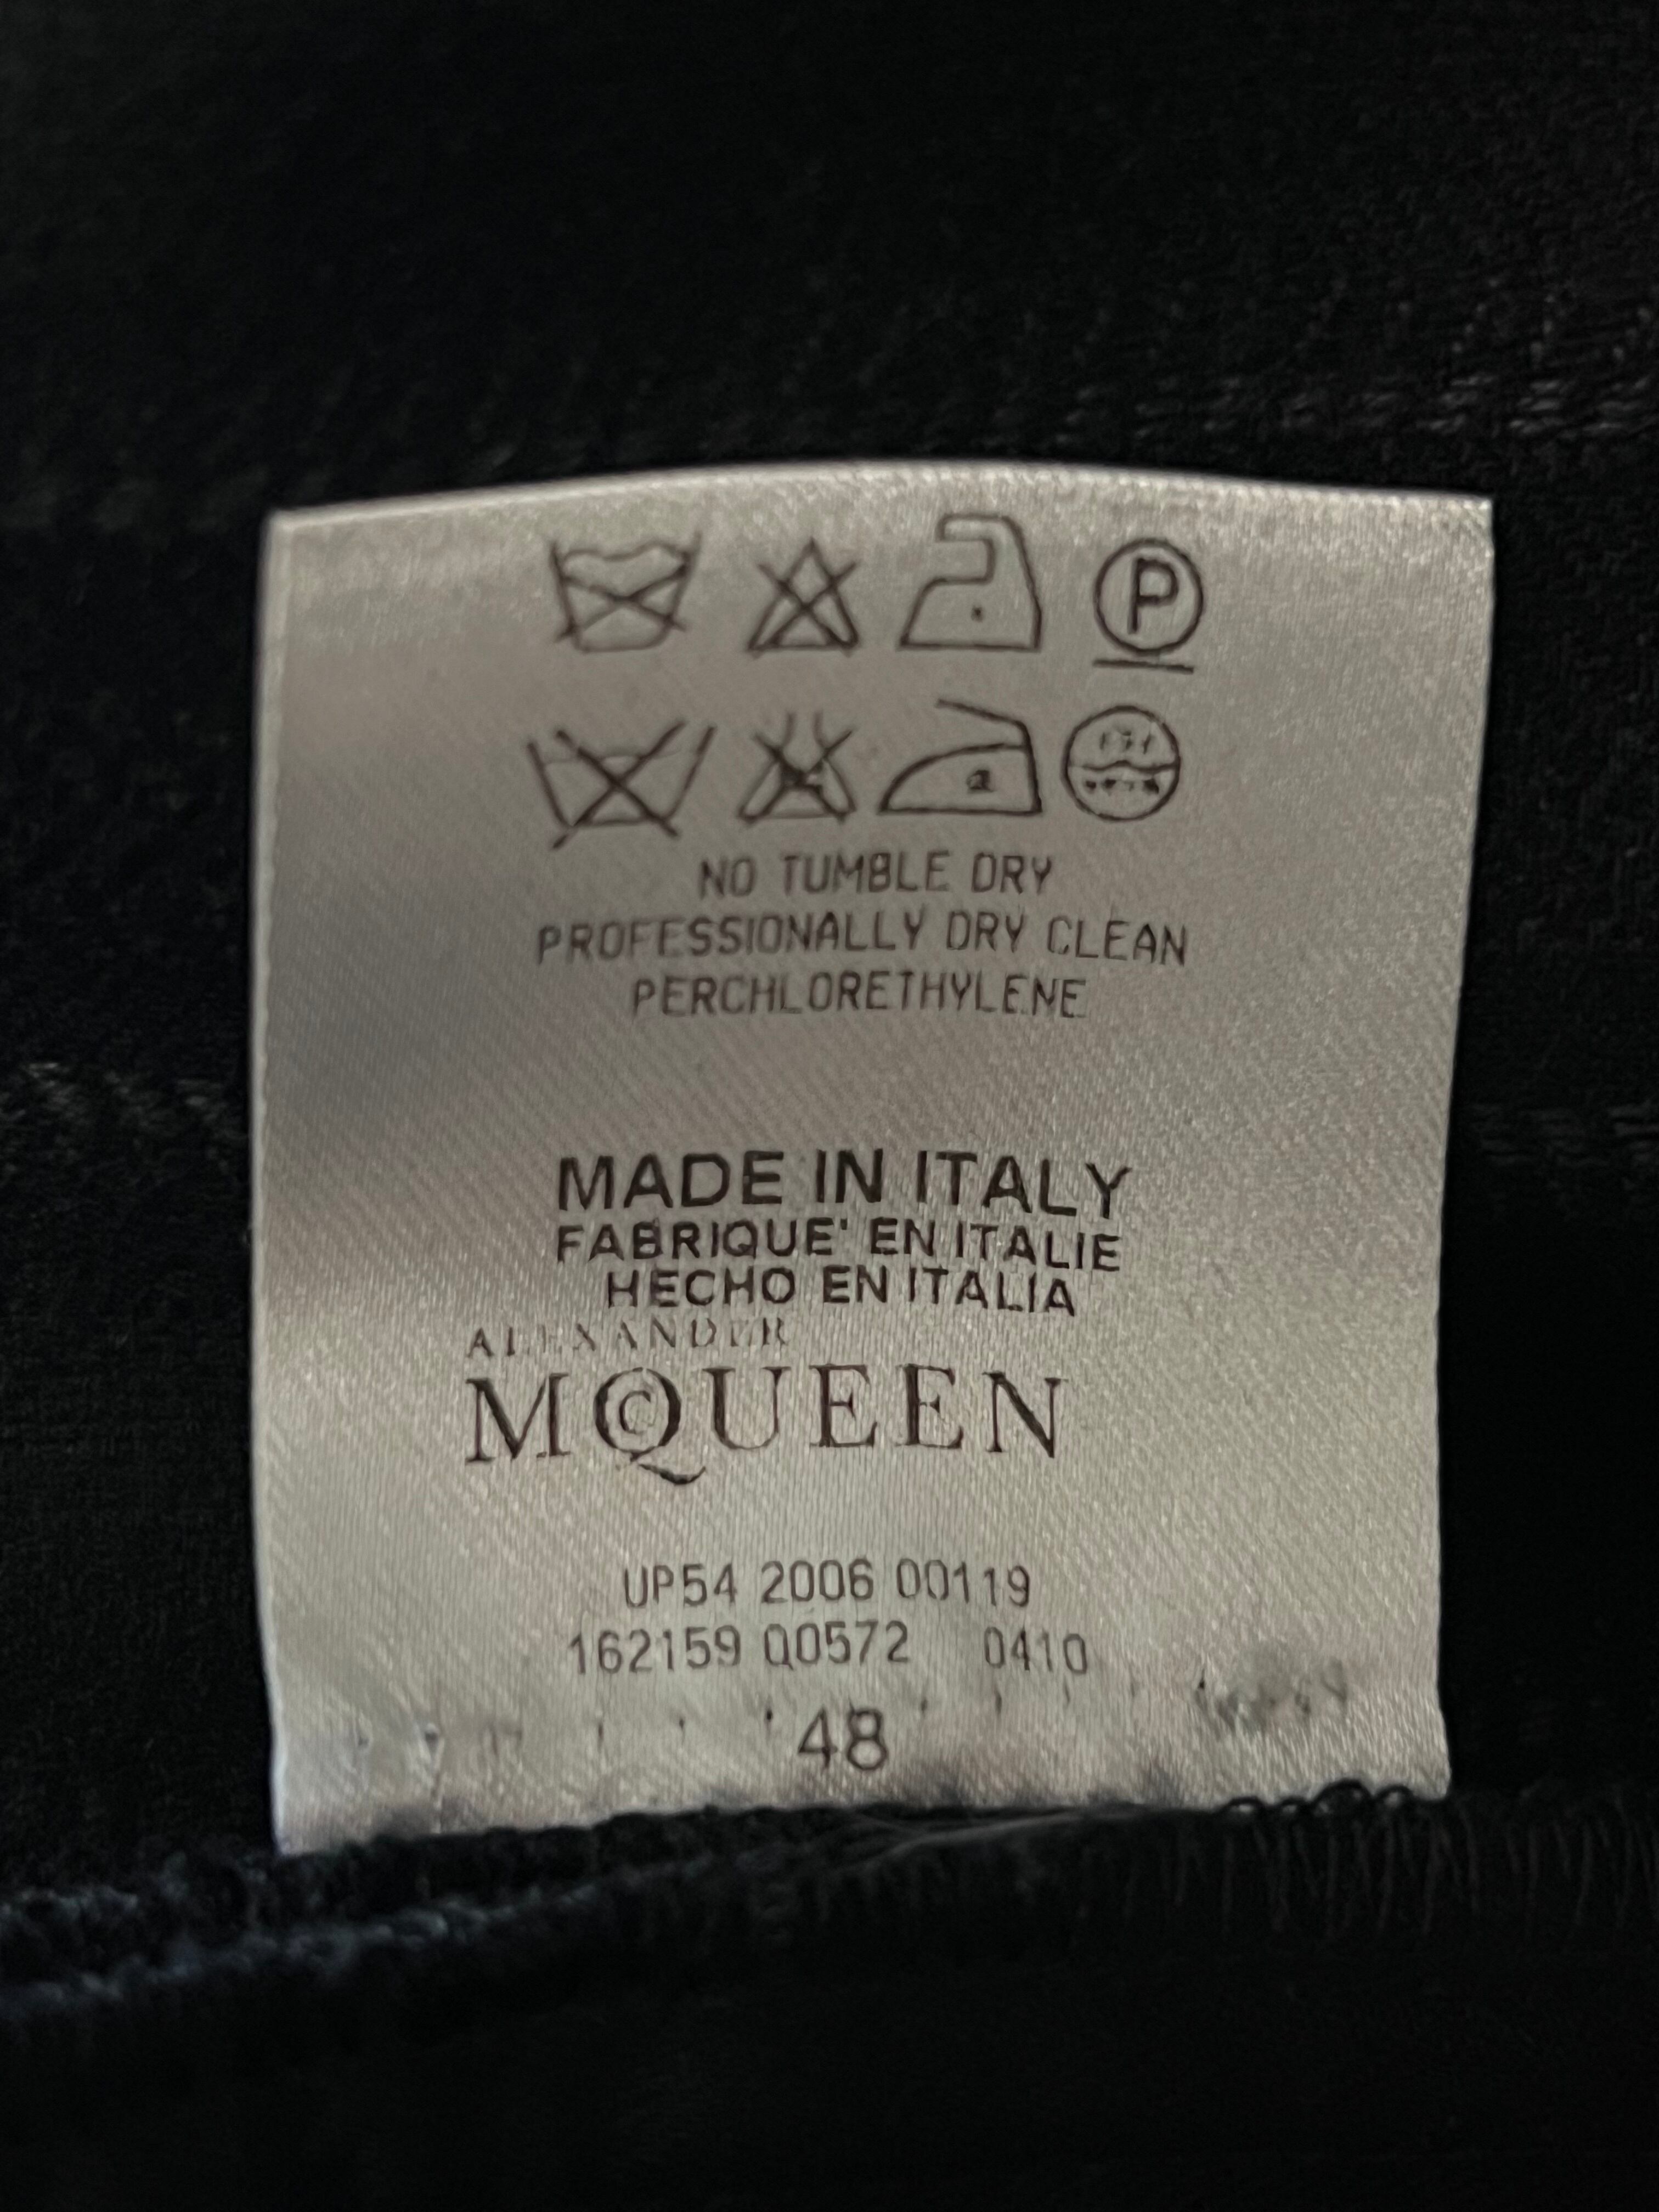 P
NO TUMBLE DRY
PROFESSIONALLY DRY CLEAN
PERCHLORETHYLENE
MADE IN ITALY
FABRIQUE' EN ITALIE
HECHO EN ITALIA
ALEXANDER
MCQUEEN
UP54 2006 00119
162159 Q0572 0410
48